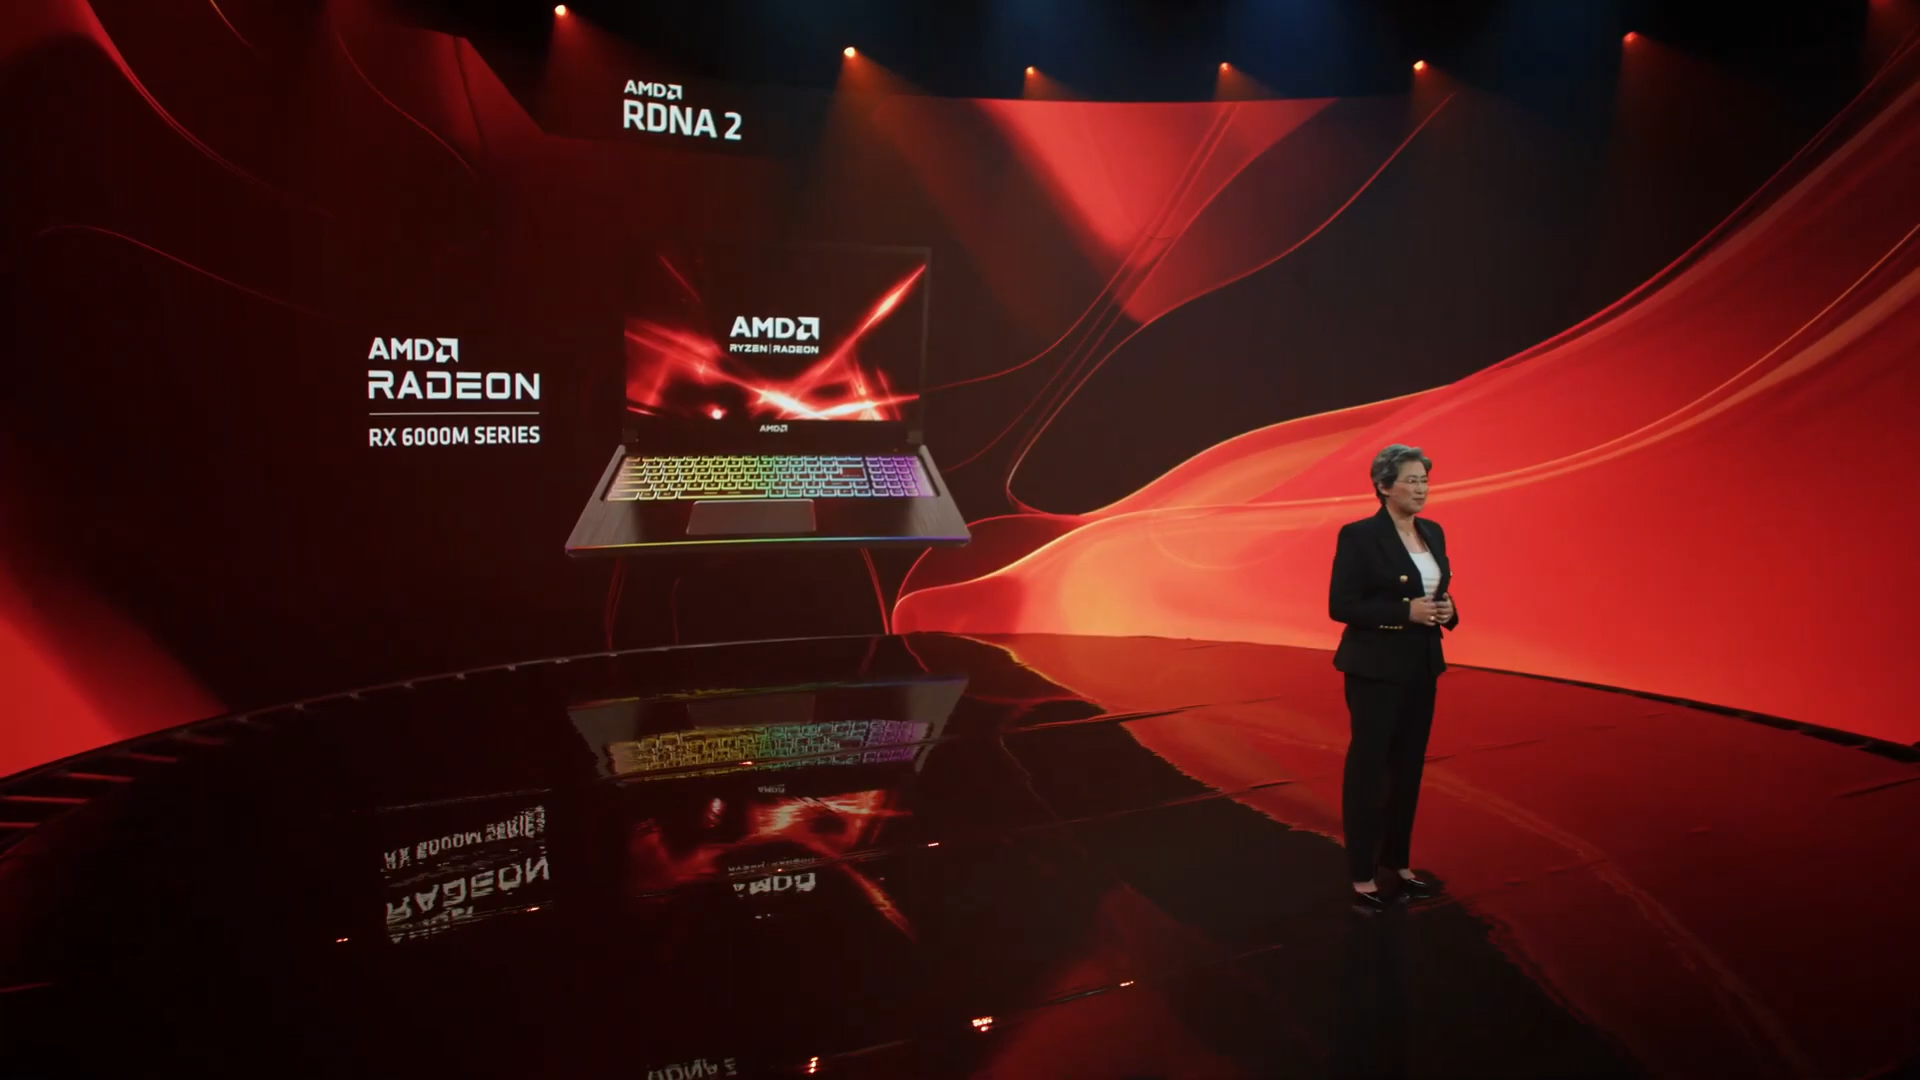 AMD
RDNA 2
AMD
RADEON
RX 6000M SERIES
AMD
RYZEN | RADEON
AMD